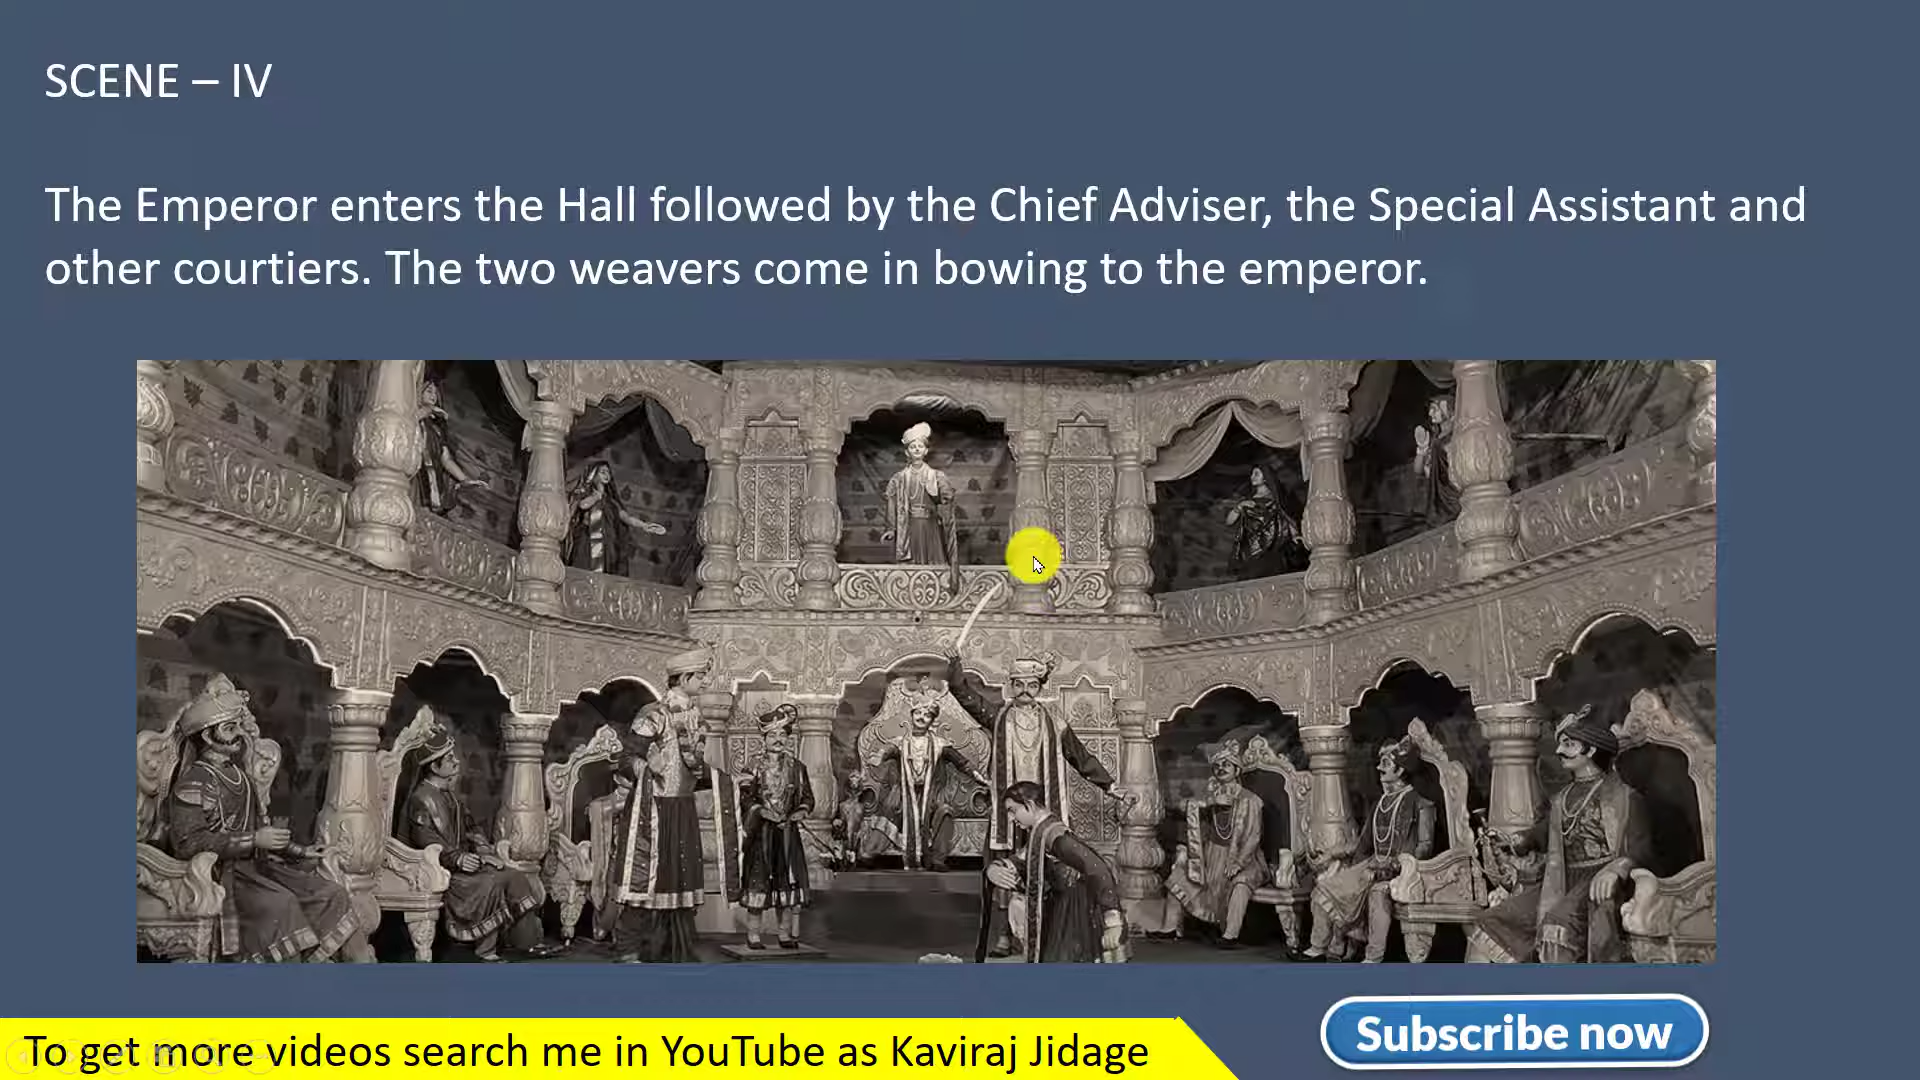 SCENE – IV
The Emperor enters the Hall followed by the Chief Adviser, the Special Assistant and
other courtiers. The two weavers come in bowing to the emperor.
To get more videos search me in YouTube as Kaviraj Jidage
Subscribe now